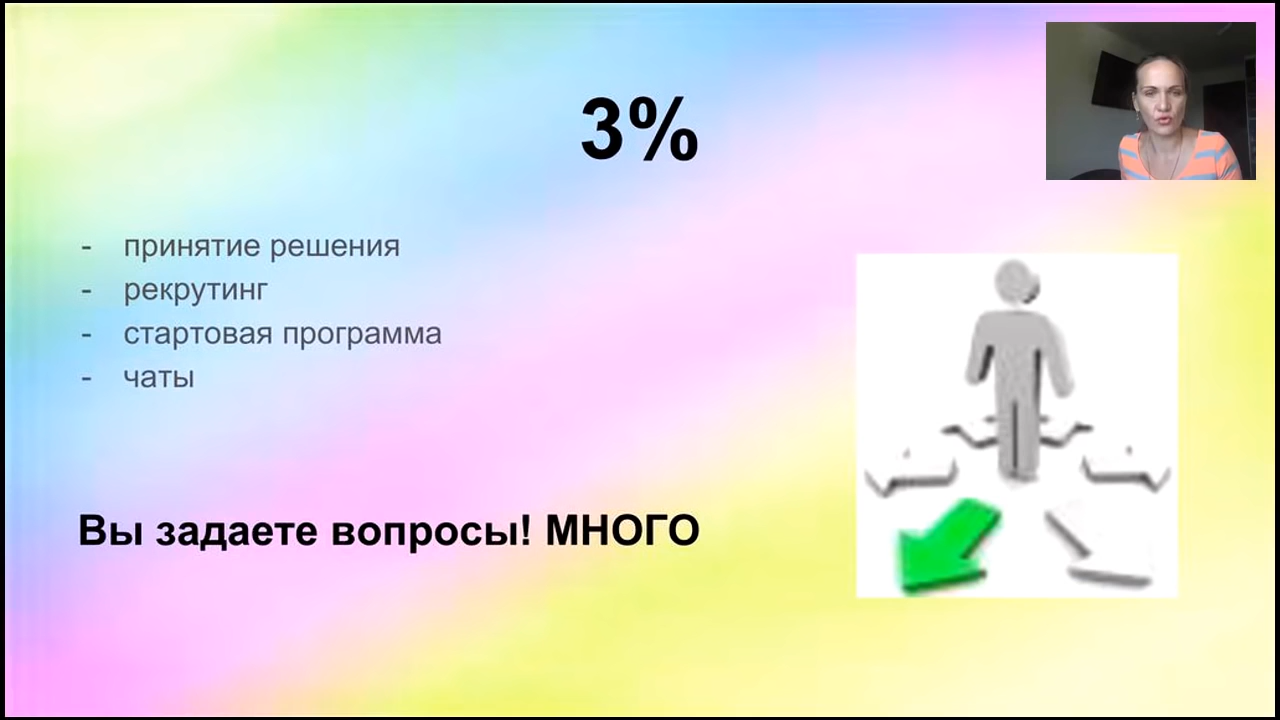 3%
- принятие решения
- рекрутинг
- стартовая программа
- чаты
Вы задаете вопросы! МНОГО